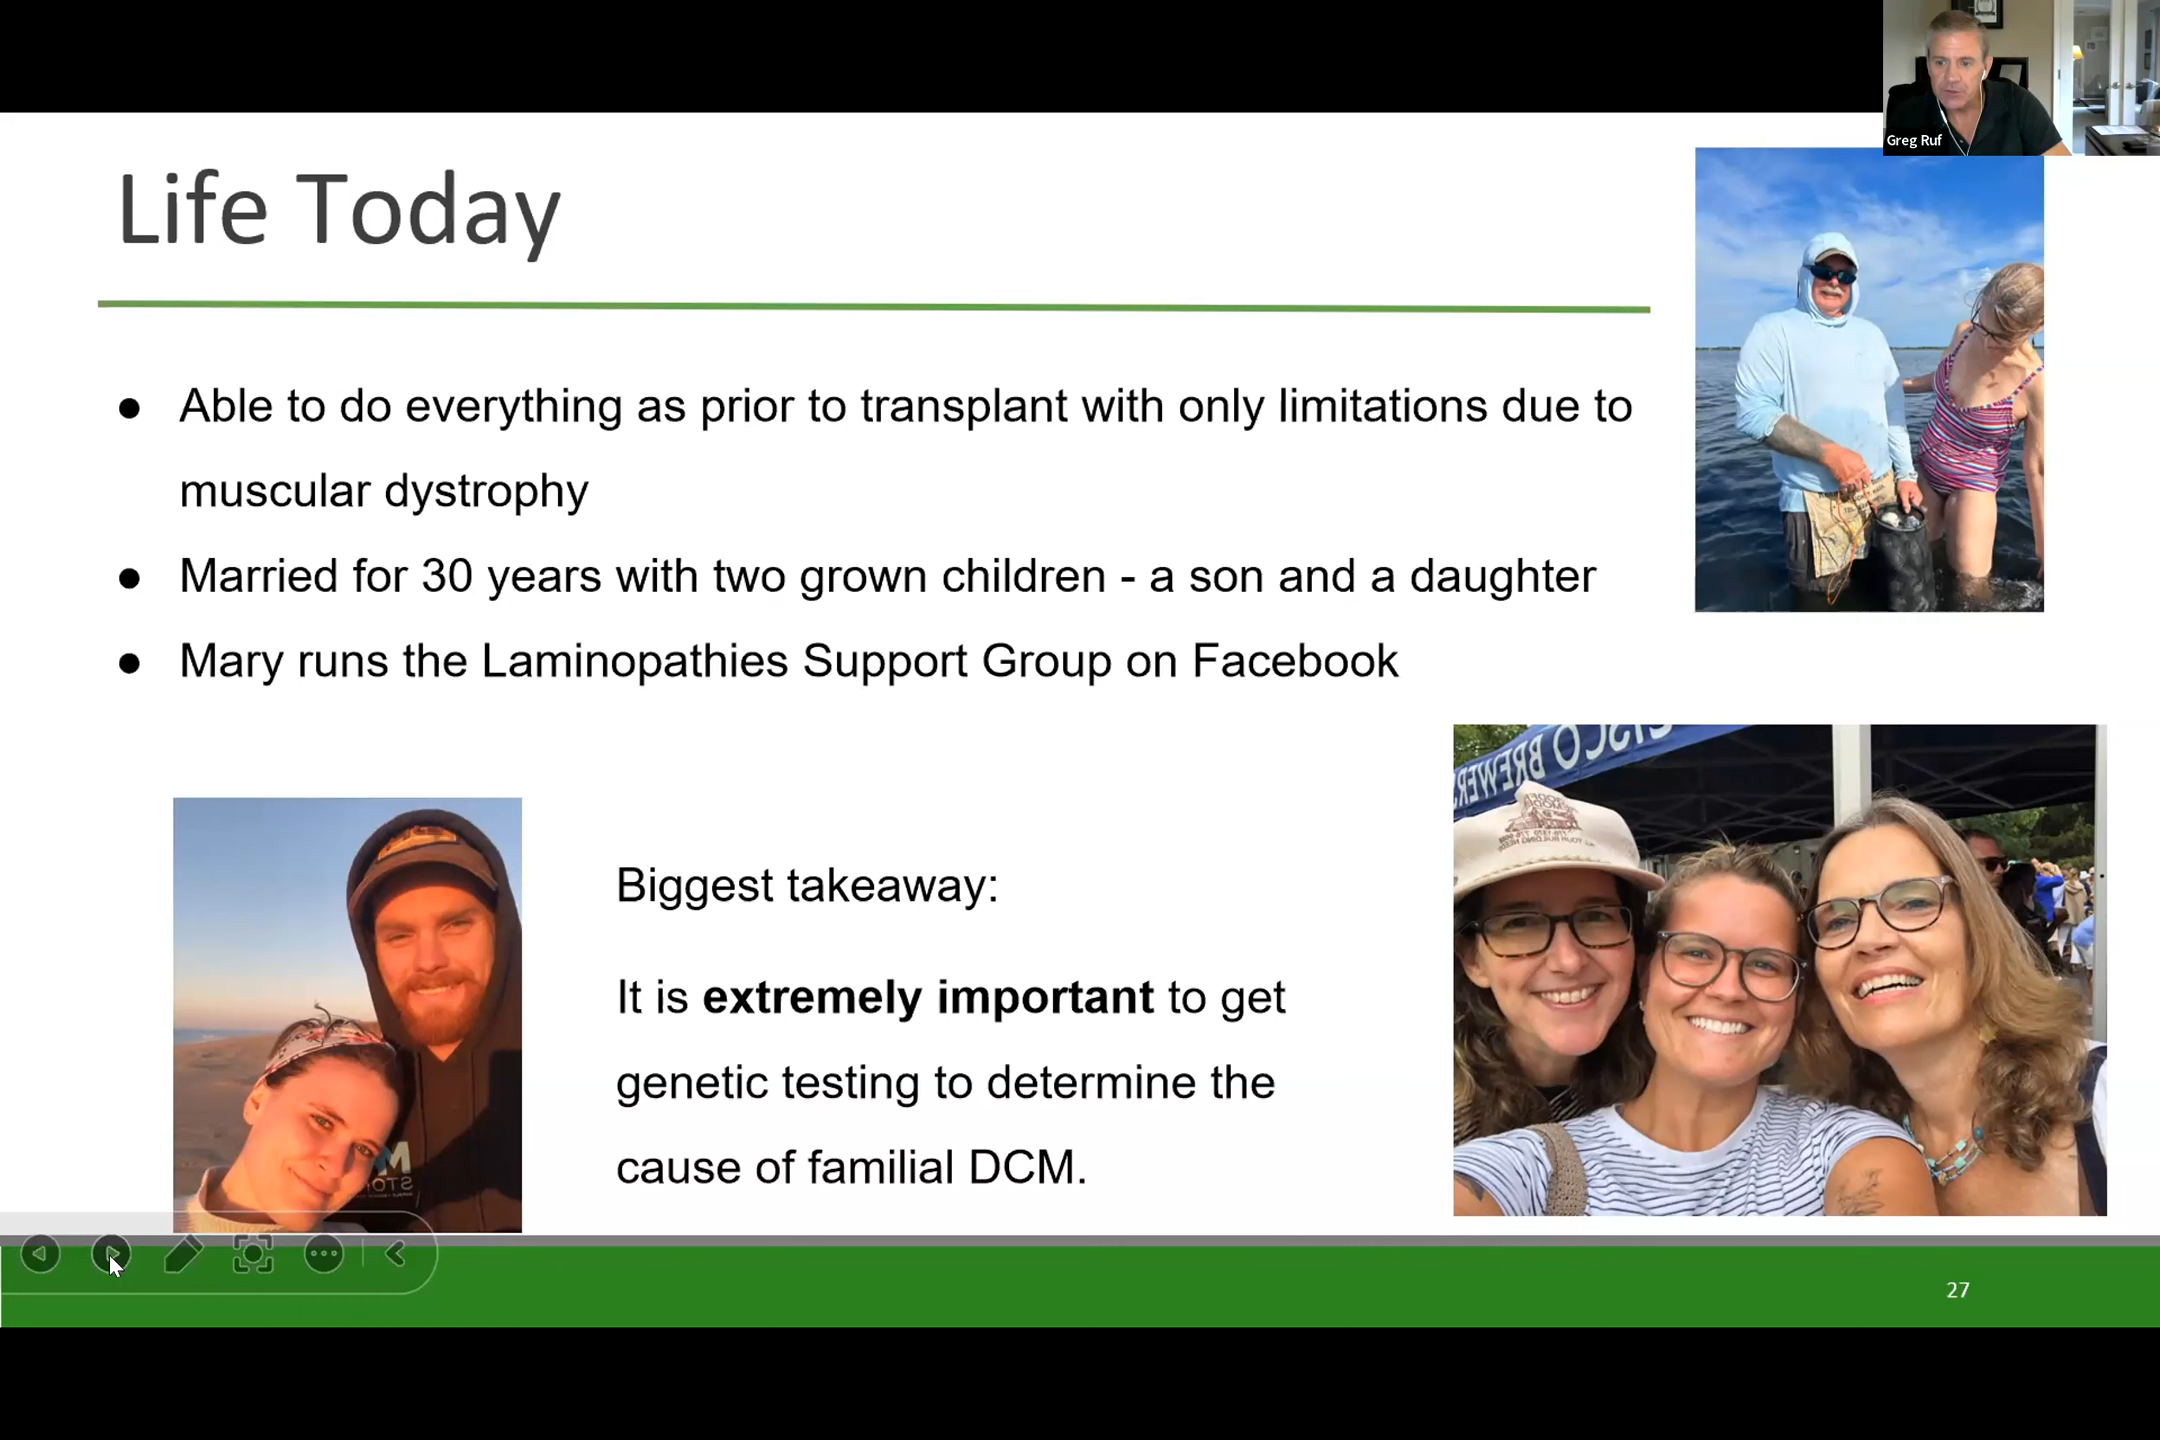 Greg Ruf
Life Today
● Able to do everything as prior to transplant with only limitations due to
muscular dystrophy
● Married for 30 years with two grown children - a son and a daughter
● Mary runs the Laminopathies Support Group on Facebook
CISCO BREWERS
Biggest takeaway:
It is extremely important to get
genetic testing to determine the
cause of familial DCM.
27